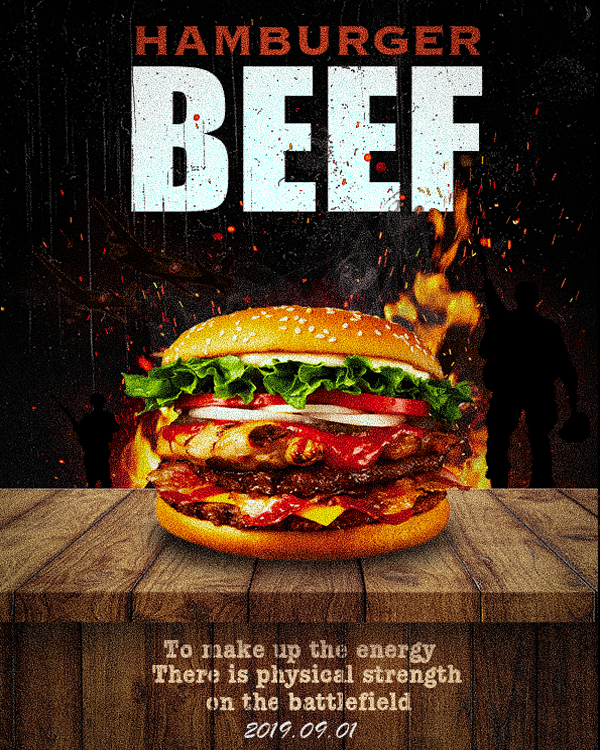 HAMBURGER
BEEF
To make up the energy
There is physical strength
on the battlefield
2019.09.01